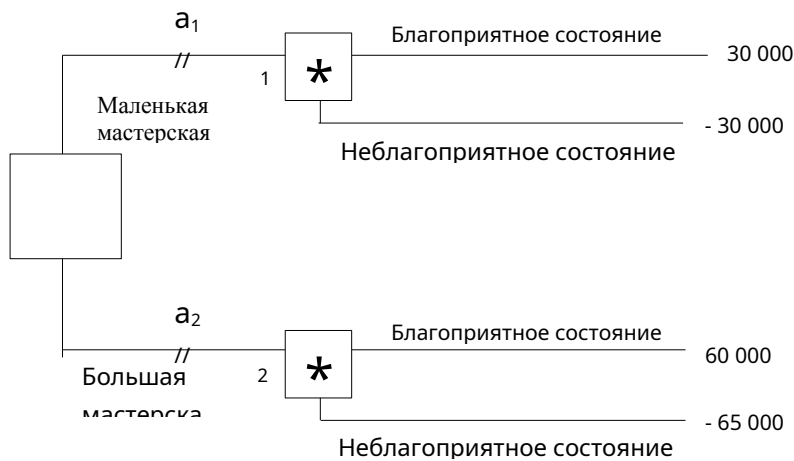 a₁
Благоприятное состояние
30 000
*
1
Маленькая
мастерская
- 30 000
Неблагоприятное состояние
a₂
Благоприятное состояние
60 000
*
2
Большая
мастерска
- 65 000
Неблагоприятное состояние